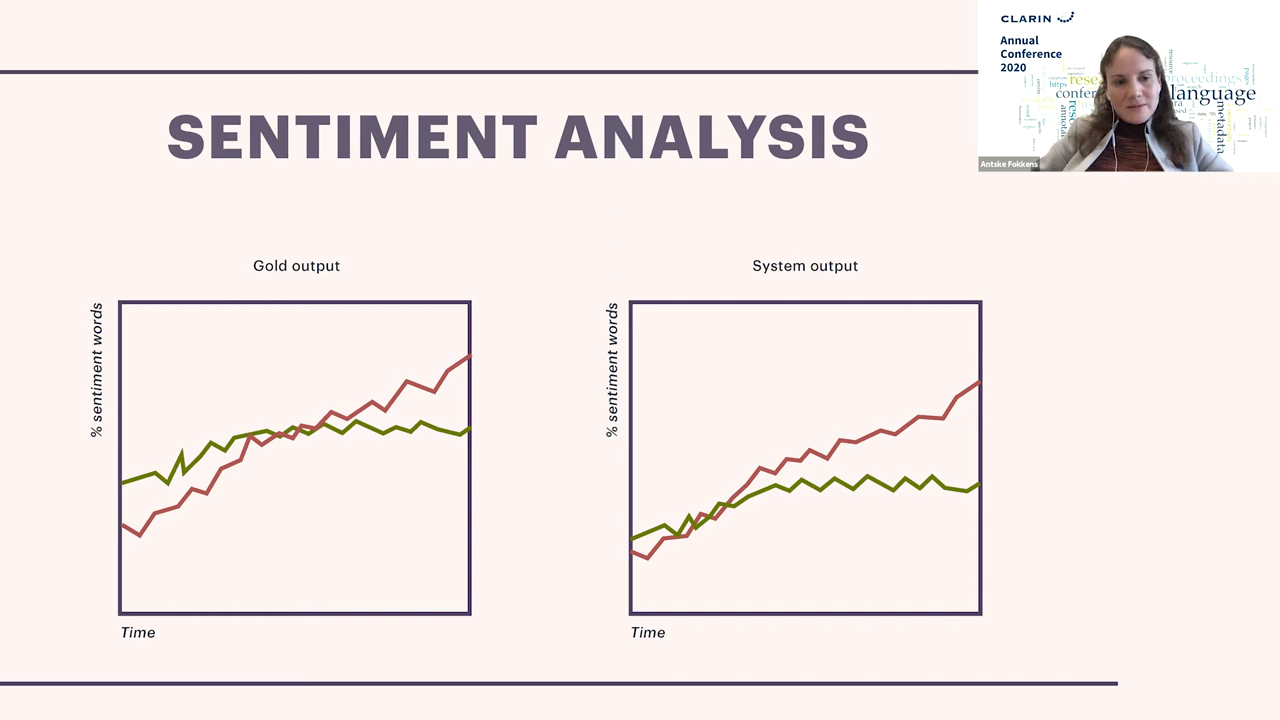 CLARIN
Annual
Conference
2020
language
metadata
Antske Fokkens
SENTIMENT ANALYSIS
Gold output
System output
% sentiment words
% sentiment words
Time
Time